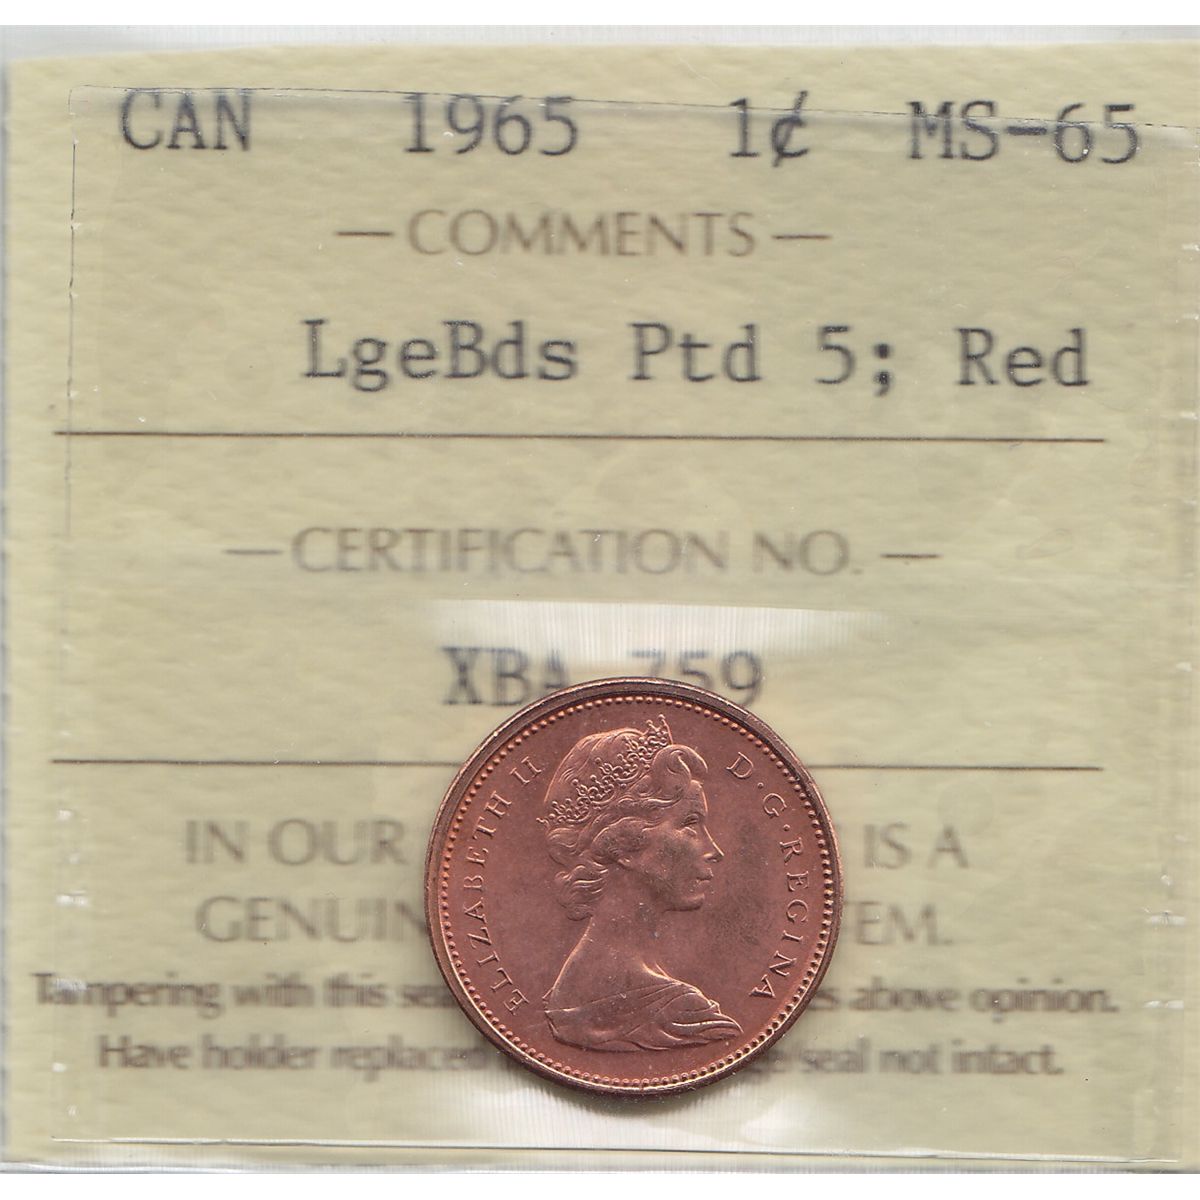 CAN 1965 1¢ MS-65
— COMMENTS —
LgeBds Ptd 5; Red
— CERTIFICATION NO. —
XBA 759
ELIZABETH II D·G·REGINA
IN OUR IS A
GENUIN EM.
Tampering with this se s above opinion.
Have holder replace e seal not intact.